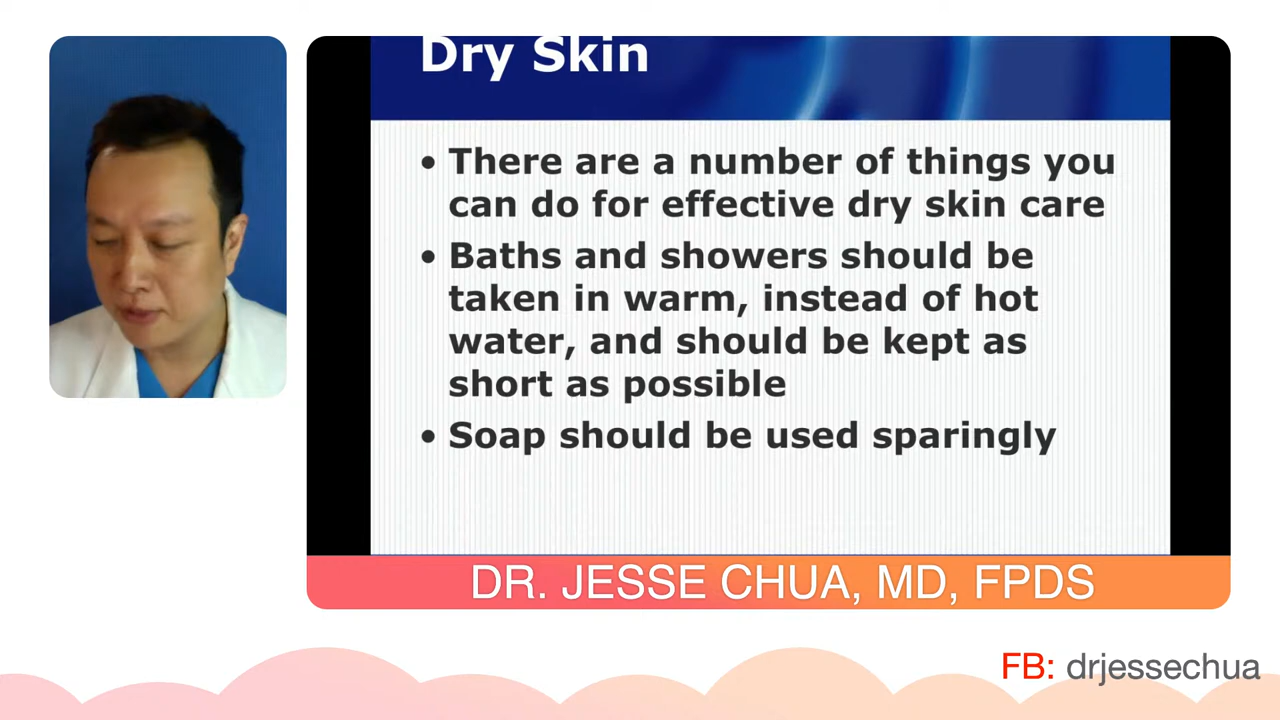 Dry Skin
• There are a number of things you
can do for effective dry skin care
• Baths and showers should be
taken in warm, instead of hot
water, and should be kept as
short as possible
• Soap should be used sparingly
DR. JESSE CHUA, MD, FPDS
FB: drjessechua